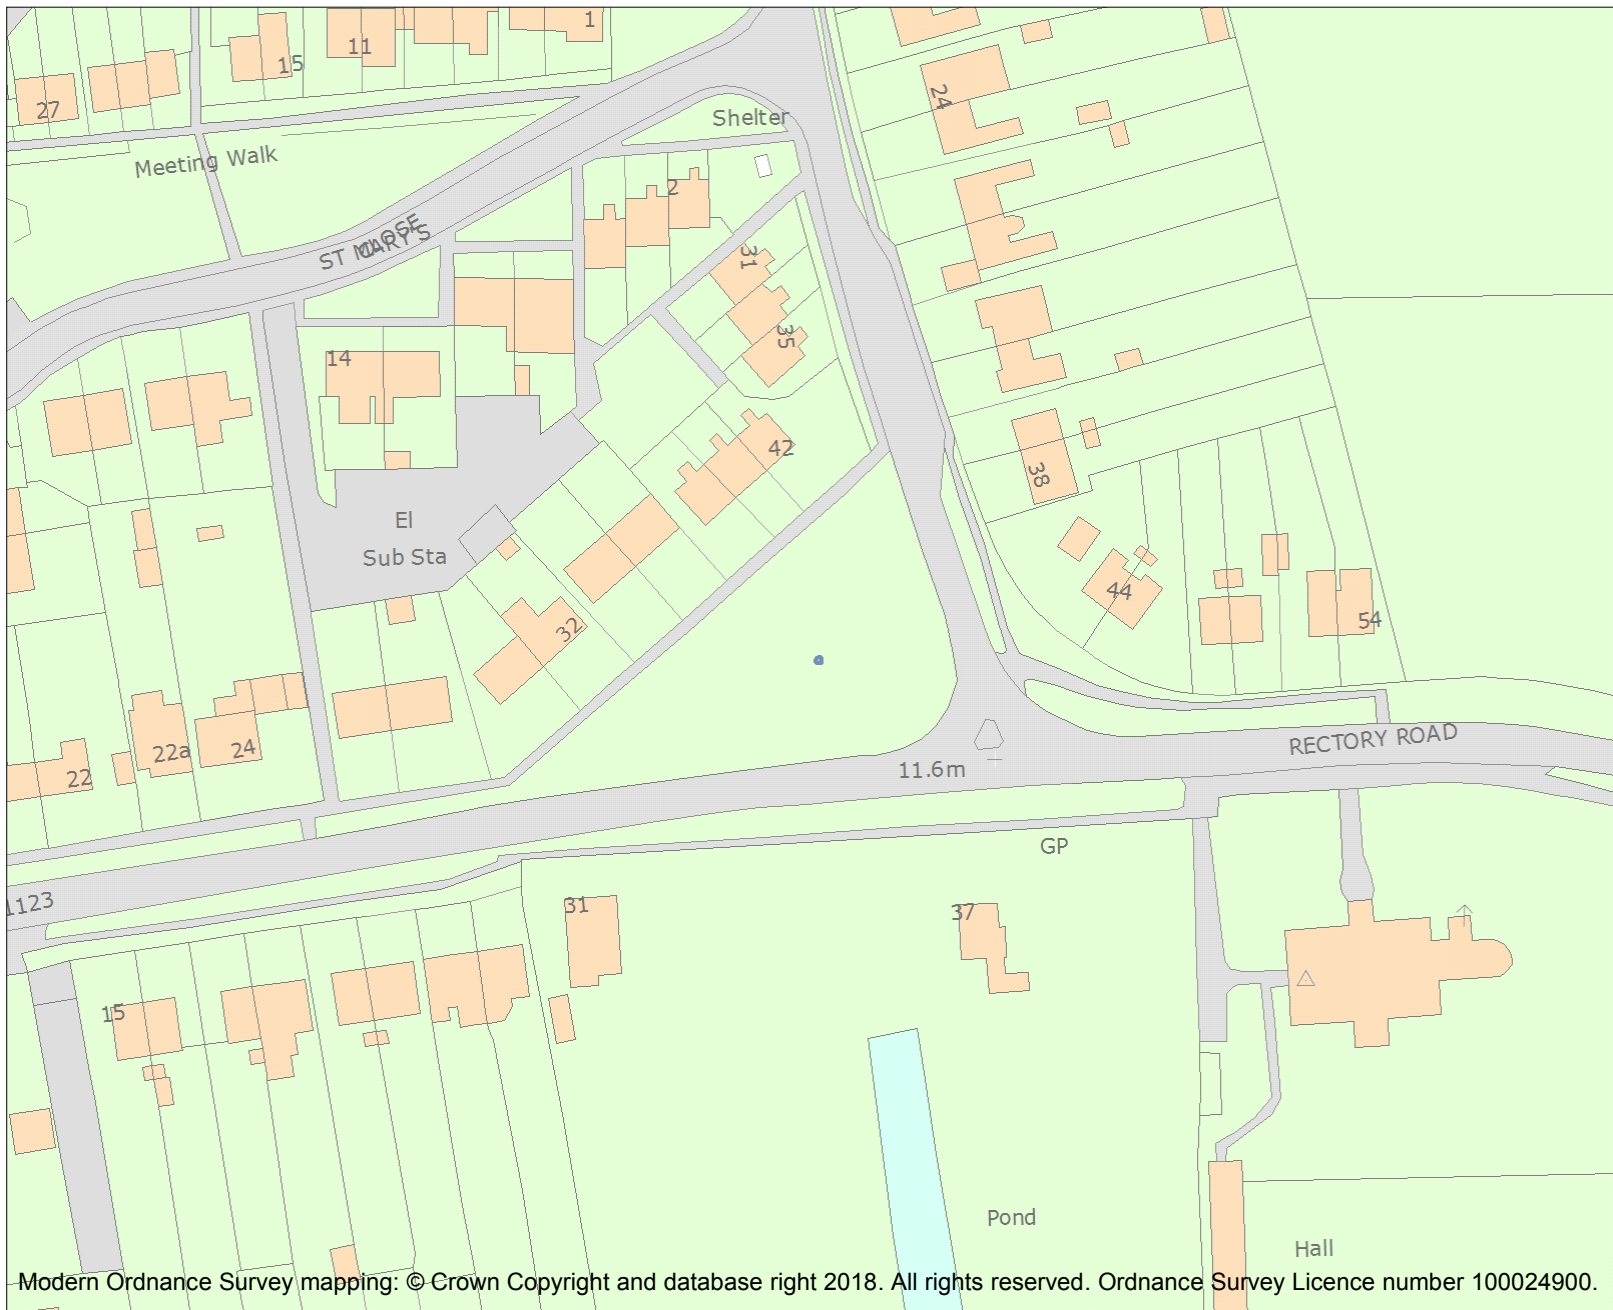 1
11
15
27
24
Shelter
Meeting Walk
2
ST MARY'S
CLOSE
31
35
14
42
38
El
Sub Sta
44
54
32
22a
24
22
RECTORY ROAD
11.6m
GP
1123
31
37
15
Pond
Hall
Modern Ordnance Survey mapping: © Crown Copyright and database right 2018. All rights reserved. Ordnance Survey Licence number 100024900.